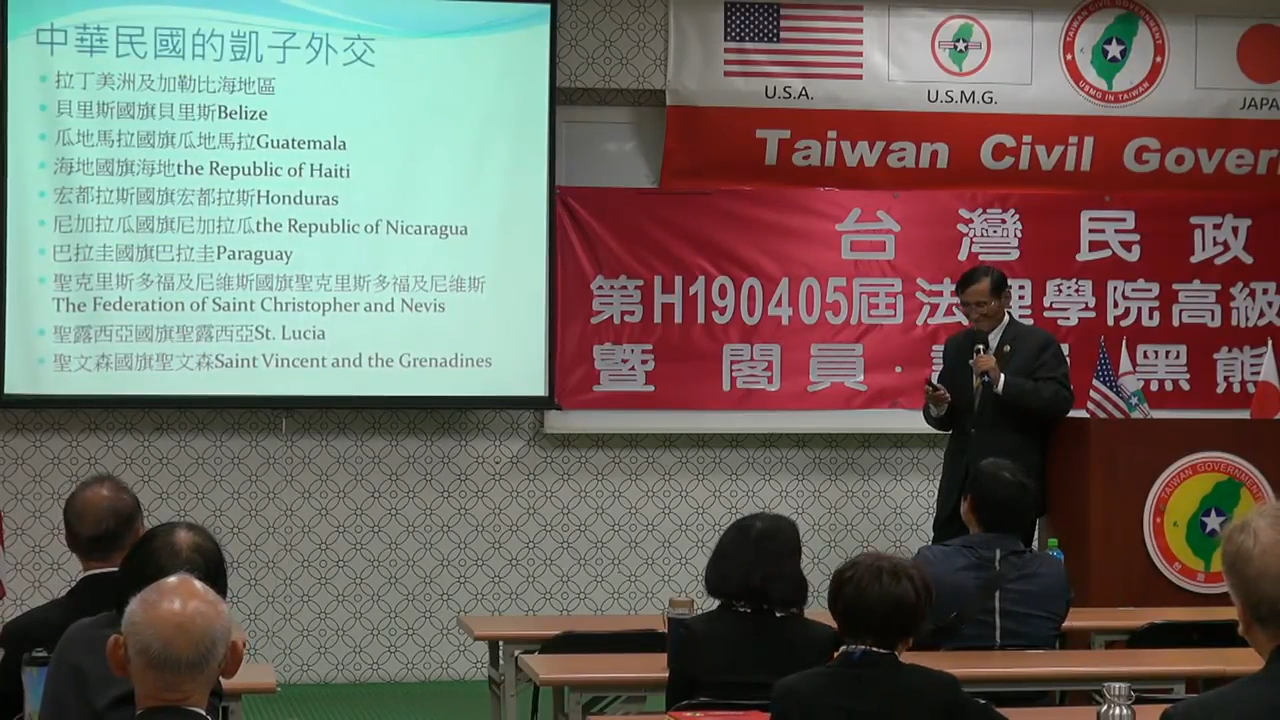 中華民國的凱子外交
拉丁美洲及加勒比海地區
貝里斯國旗貝里斯Belize
瓜地馬拉國旗瓜地馬拉Guatemala
海地國旗海地the Republic of Haiti
宏都拉斯國旗宏都拉斯Honduras
尼加拉瓜國旗尼加拉瓜the Republic of Nicaragua
巴拉圭國旗巴拉圭Paraguay
聖克里斯多福及尼維斯國旗聖克里斯多福及尼維斯
The Federation of Saint Christopher and Nevis
聖露西亞國旗聖露西亞St. Lucia
聖文森國旗聖文森Saint Vincent and the Grenadines
U.S.A.
U.S.M.G.
TAIWAN CIVIL GOVERNMENT
USMG IN TAIWAN
JAPA
Taiwan Civil Gover
台灣民政
第H190405屆法理學院高級
暨閣員·黑熊
TAIWAN GOVERNMENT